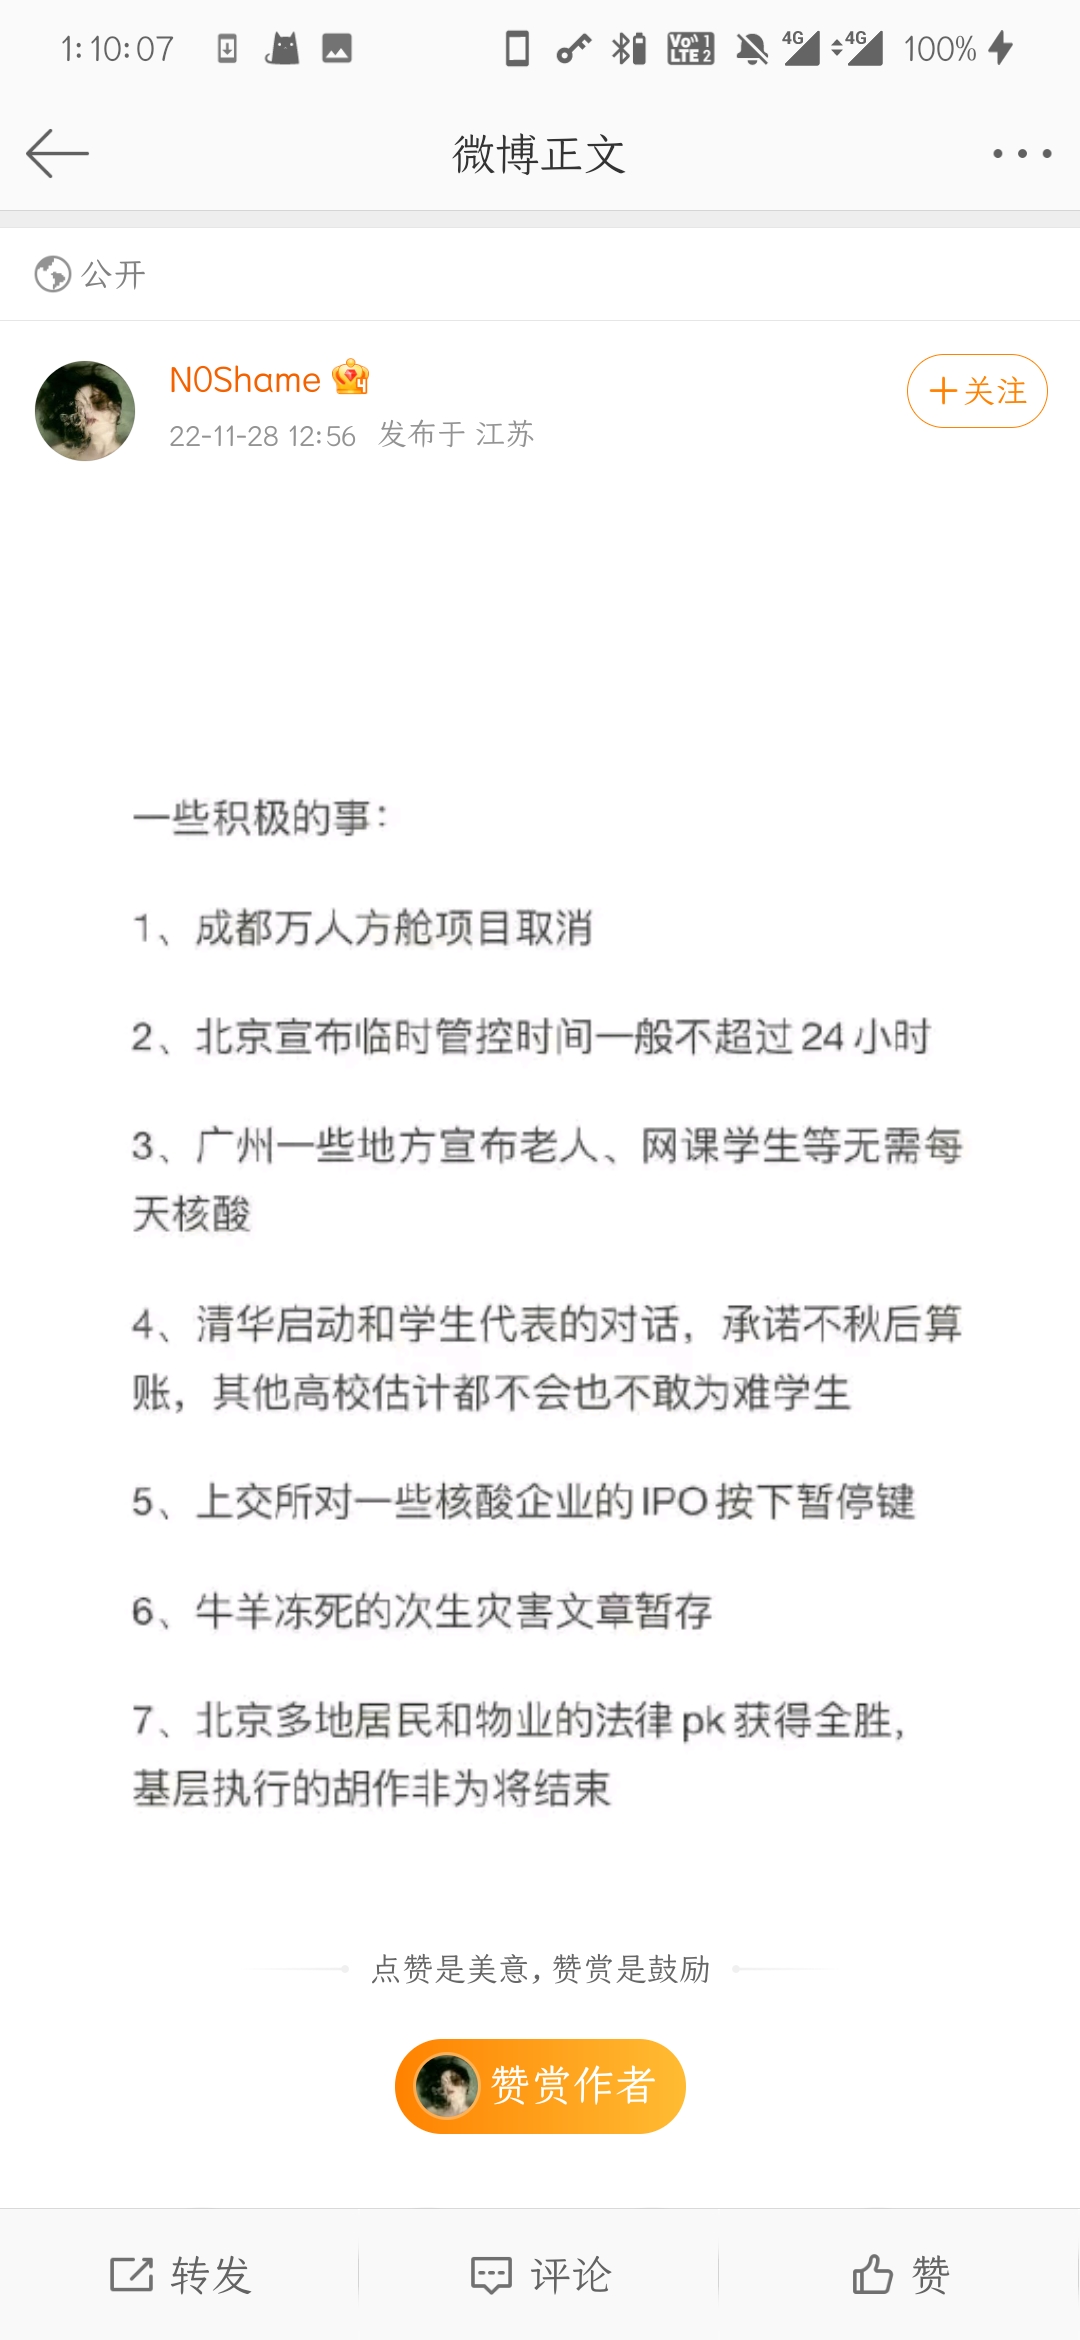 1:10:07 4G 4G 100%
微博正文
公开
N0Shame
22-11-28 12:56 发布于 江苏
+关注
一些积极的事：
1、成都万人方舱项目取消
2、北京宣布临时管控时间一般不超过24小时
3、广州一些地方宣布老人、网课学生等无需每
天核酸
4、清华启动和学生代表的对话，承诺不秋后算
账，其他高校估计都不会也不敢为难学生
5、上交所对一些核酸企业的IPO按下暂停键
6、牛羊冻死的次生灾害文章暂存
7、北京多地居民和物业的法律pk获得全胜，
基层执行的胡作非为将结束
点赞是美意，赞赏是鼓励
赞赏作者
转发 评论 赞